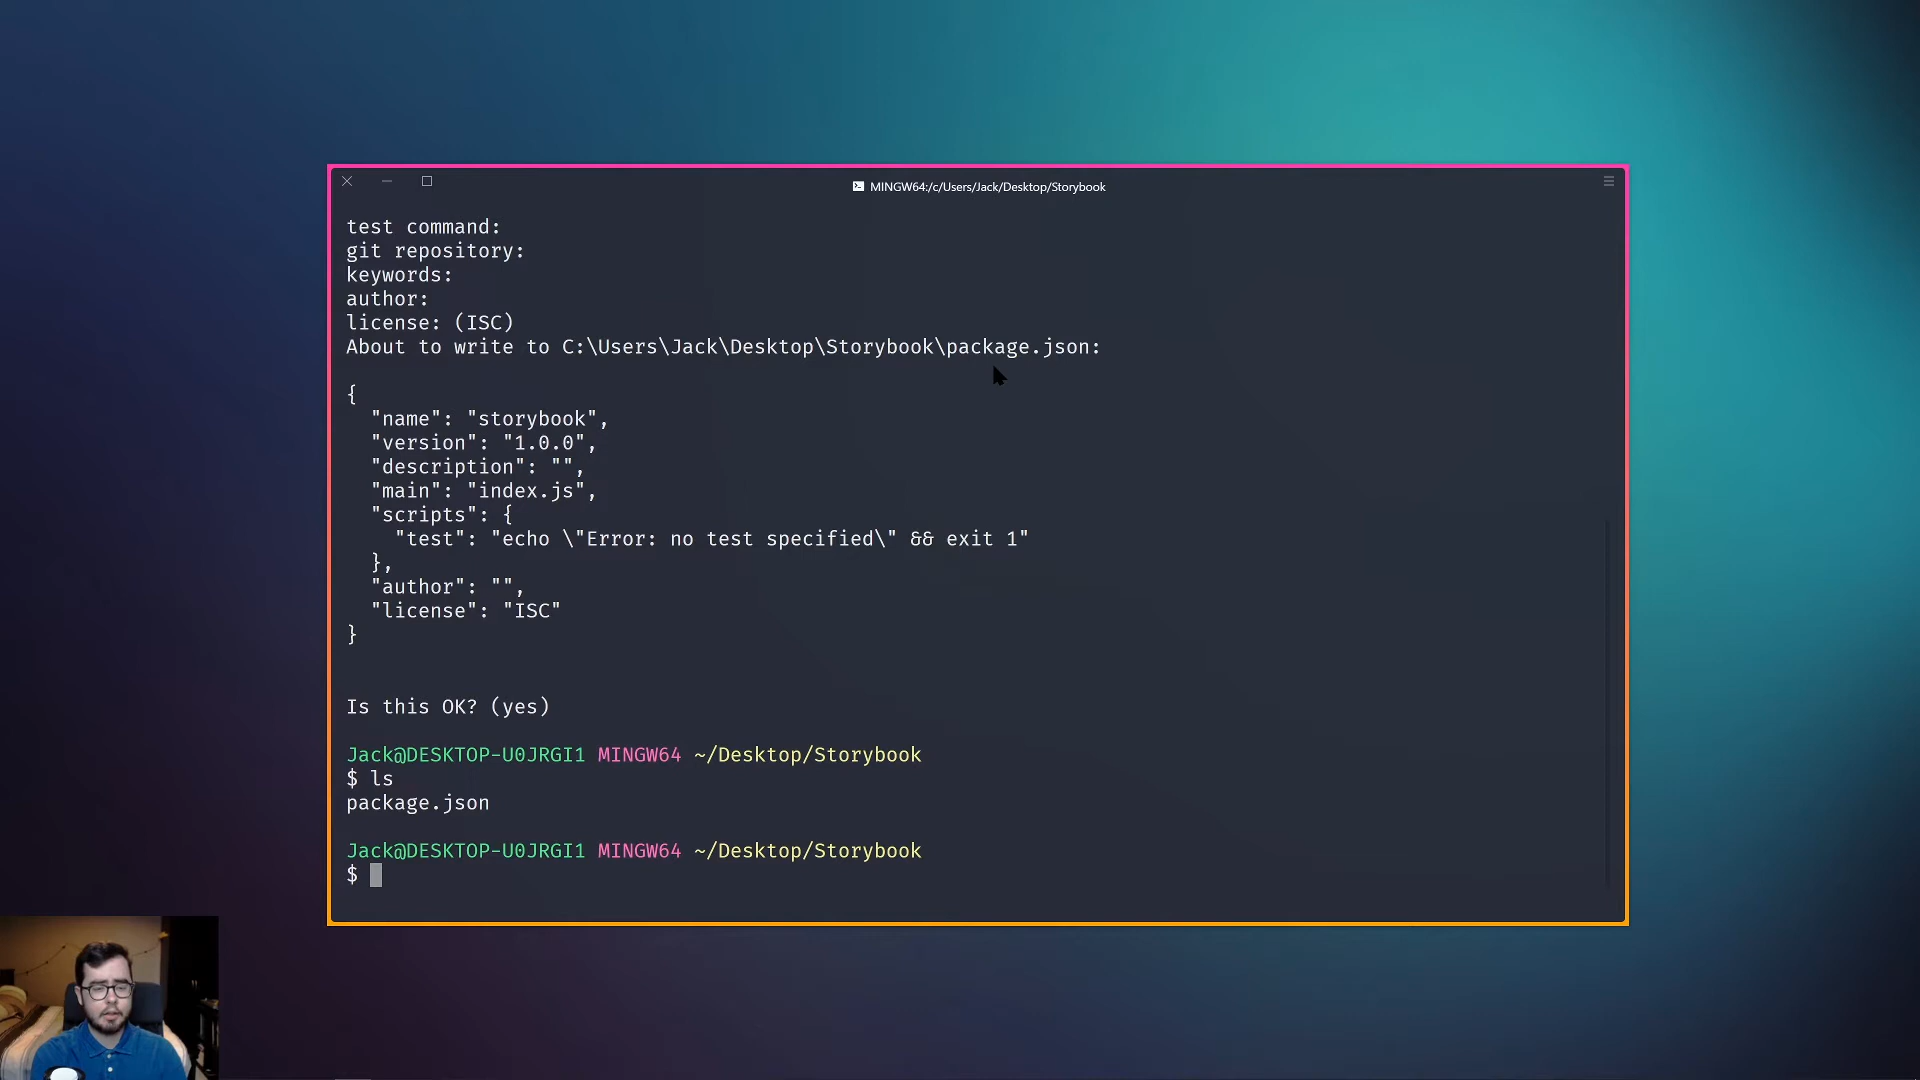 MINGW64:/c/Users/Jack/Desktop/Storybook
test command:
git repository:
keywords:
author:
license: (ISC)
About to write to C:\Users\Jack\Desktop\Storybook\package.json:
{
  "name": "storybook",
  "version": "1.0.0",
  "description": "",
  "main": "index.js",
  "scripts": {
    "test": "echo \"Error: no test specified\" && exit 1"
  },
  "author": "",
  "license": "ISC"
}
Is this OK? (yes)
Jack@DESKTOP-U0JRGI1 MINGW64 ~/Desktop/Storybook
$ ls
package.json
Jack@DESKTOP-U0JRGI1 MINGW64 ~/Desktop/Storybook
$